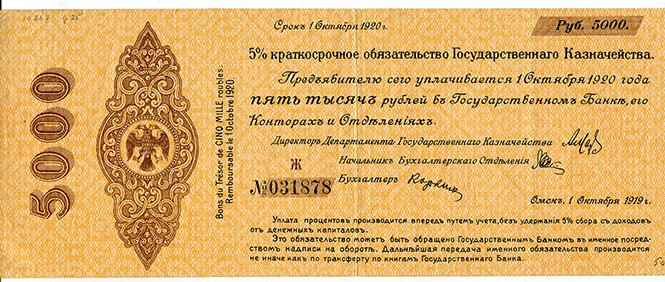 Срокъ 1 Октября 1920 г.
Руб. 5000.
5% краткосрочное обязательство Государственнаго Казначейства.
Предъявителю сего уплачивается 1 Октября 1920 года
пять тысячъ рублей въ Государственномъ Банкѣ, его
Конторахъ и Отдѣленіяхъ.
Директоръ Департамента Государственнаго Казначейства
Начальникъ Бухгалтерскаго Отдѣленія
Бухгалтеръ
Ж
№031878
Омскъ, 1 Октября 1919 г.
Уплата процентовъ производится впередъ путемъ учета, безъ удержанія 5% сбора съ доходовъ
отъ денежныхъ капиталовъ.
Это обязательство можетъ быть обращено Государственнымъ Банкомъ въ именное посред-
ствомъ надписи на оборотѣ. Дальнѣйшая передача именного обязательства производится
не иначе какъ по трансферту по книгамъ Государственнаго Банка.
5000
Bons du Trésor de CINQ MILLE roubles.
Remboursable le 1 Octobre 1920.